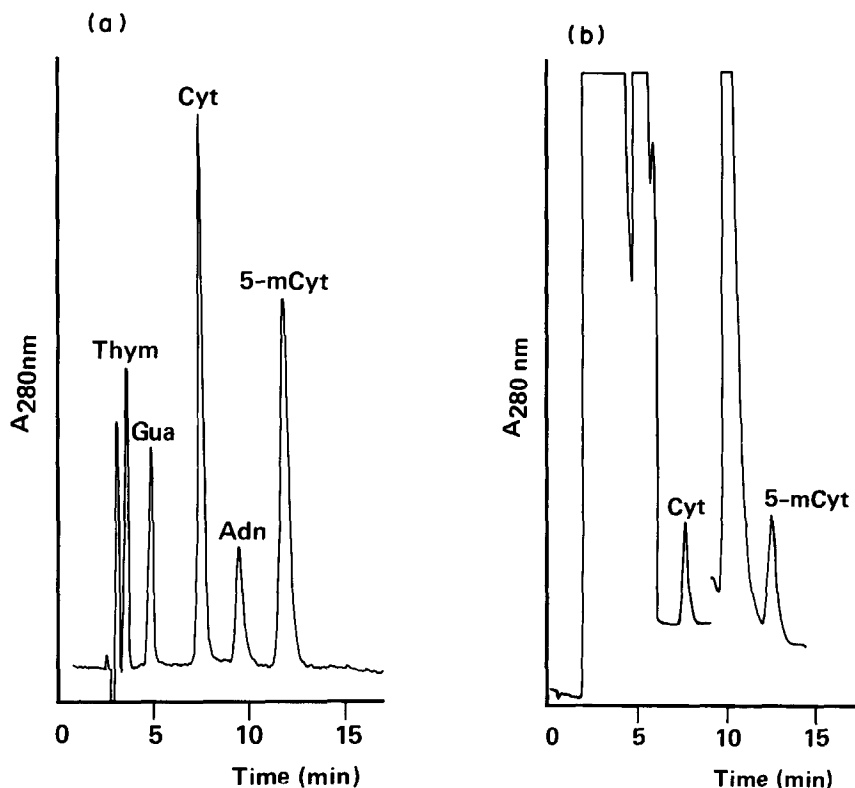 (a)
Cyt
5-mCyt
Thym
Gua
Adn
A280nm
0 5 10 15
Time (min)
(b)
Cyt
5-mCyt
A280 nm
0 5 10 15
Time (min)